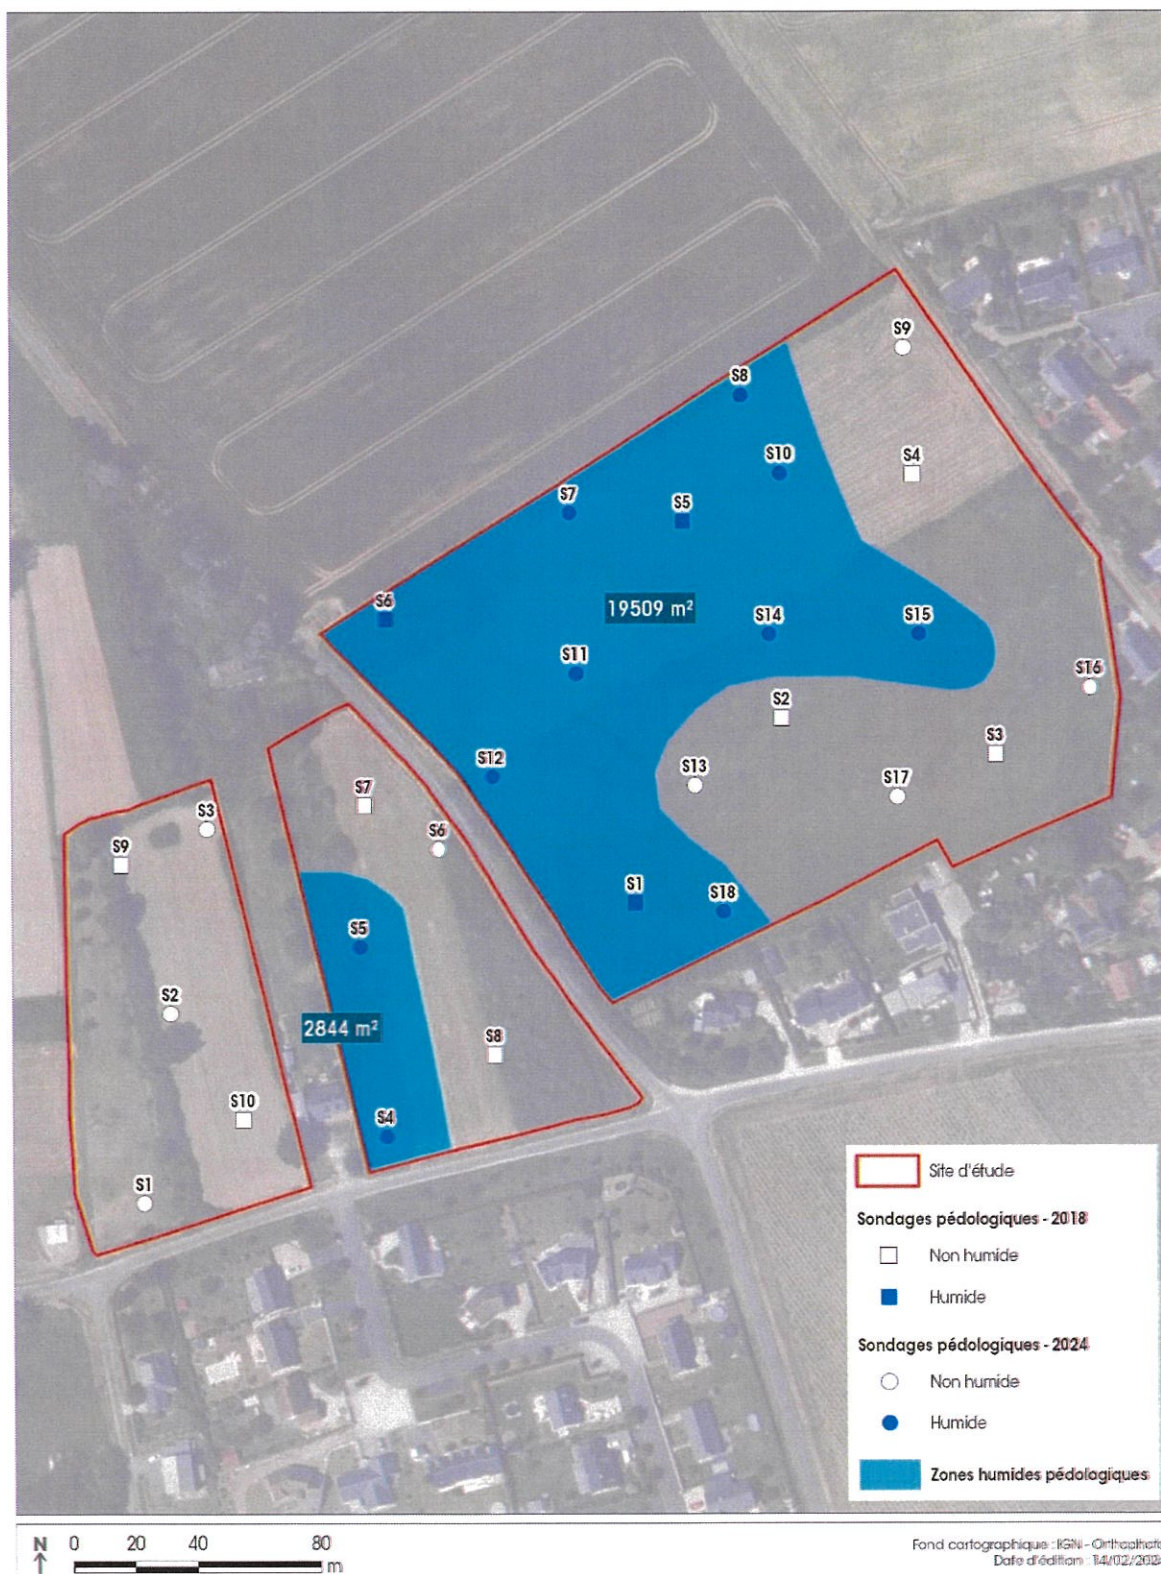 S9
S8
S4
S10
S7
S5
S6
19509 m²
S14
S15
S11
S16
S2
S3
S12
S13
S17
S7
S3
S6
S9
S1
S18
S5
S2
2844 m²
S8
S10
S4
S1
Site d'étude
Sondages pédologiques - 2018
Non humide
Humide
Sondages pédologiques - 2024
Non humide
Humide
Zones humides pédologiques
N 0 20 40 80
m
Fond cartographique : IGN - Orthophoto
Date d'édition : 14/02/202